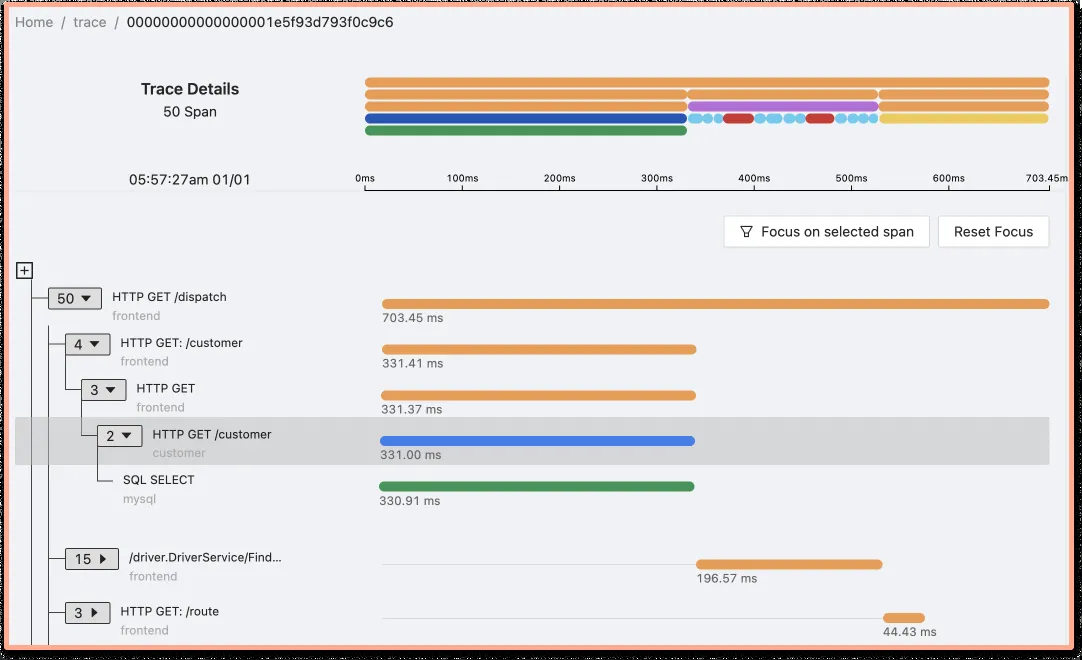 Home / trace / 00000000000000001e5f93d793f0c9c6
Trace Details
50 Span
05:57:27am 01/01
0ms 100ms 200ms 300ms 400ms 500ms 600ms 703.45m
Focus on selected span Reset Focus
50 HTTP GET /dispatch
frontend
703.45 ms
4 HTTP GET: /customer
frontend
331.41 ms
3 HTTP GET
frontend
331.37 ms
2 HTTP GET /customer
customer
331.00 ms
SQL SELECT
mysql
330.91 ms
15 /driver.DriverService/Find...
frontend
196.57 ms
3 HTTP GET: /route
frontend
44.43 ms